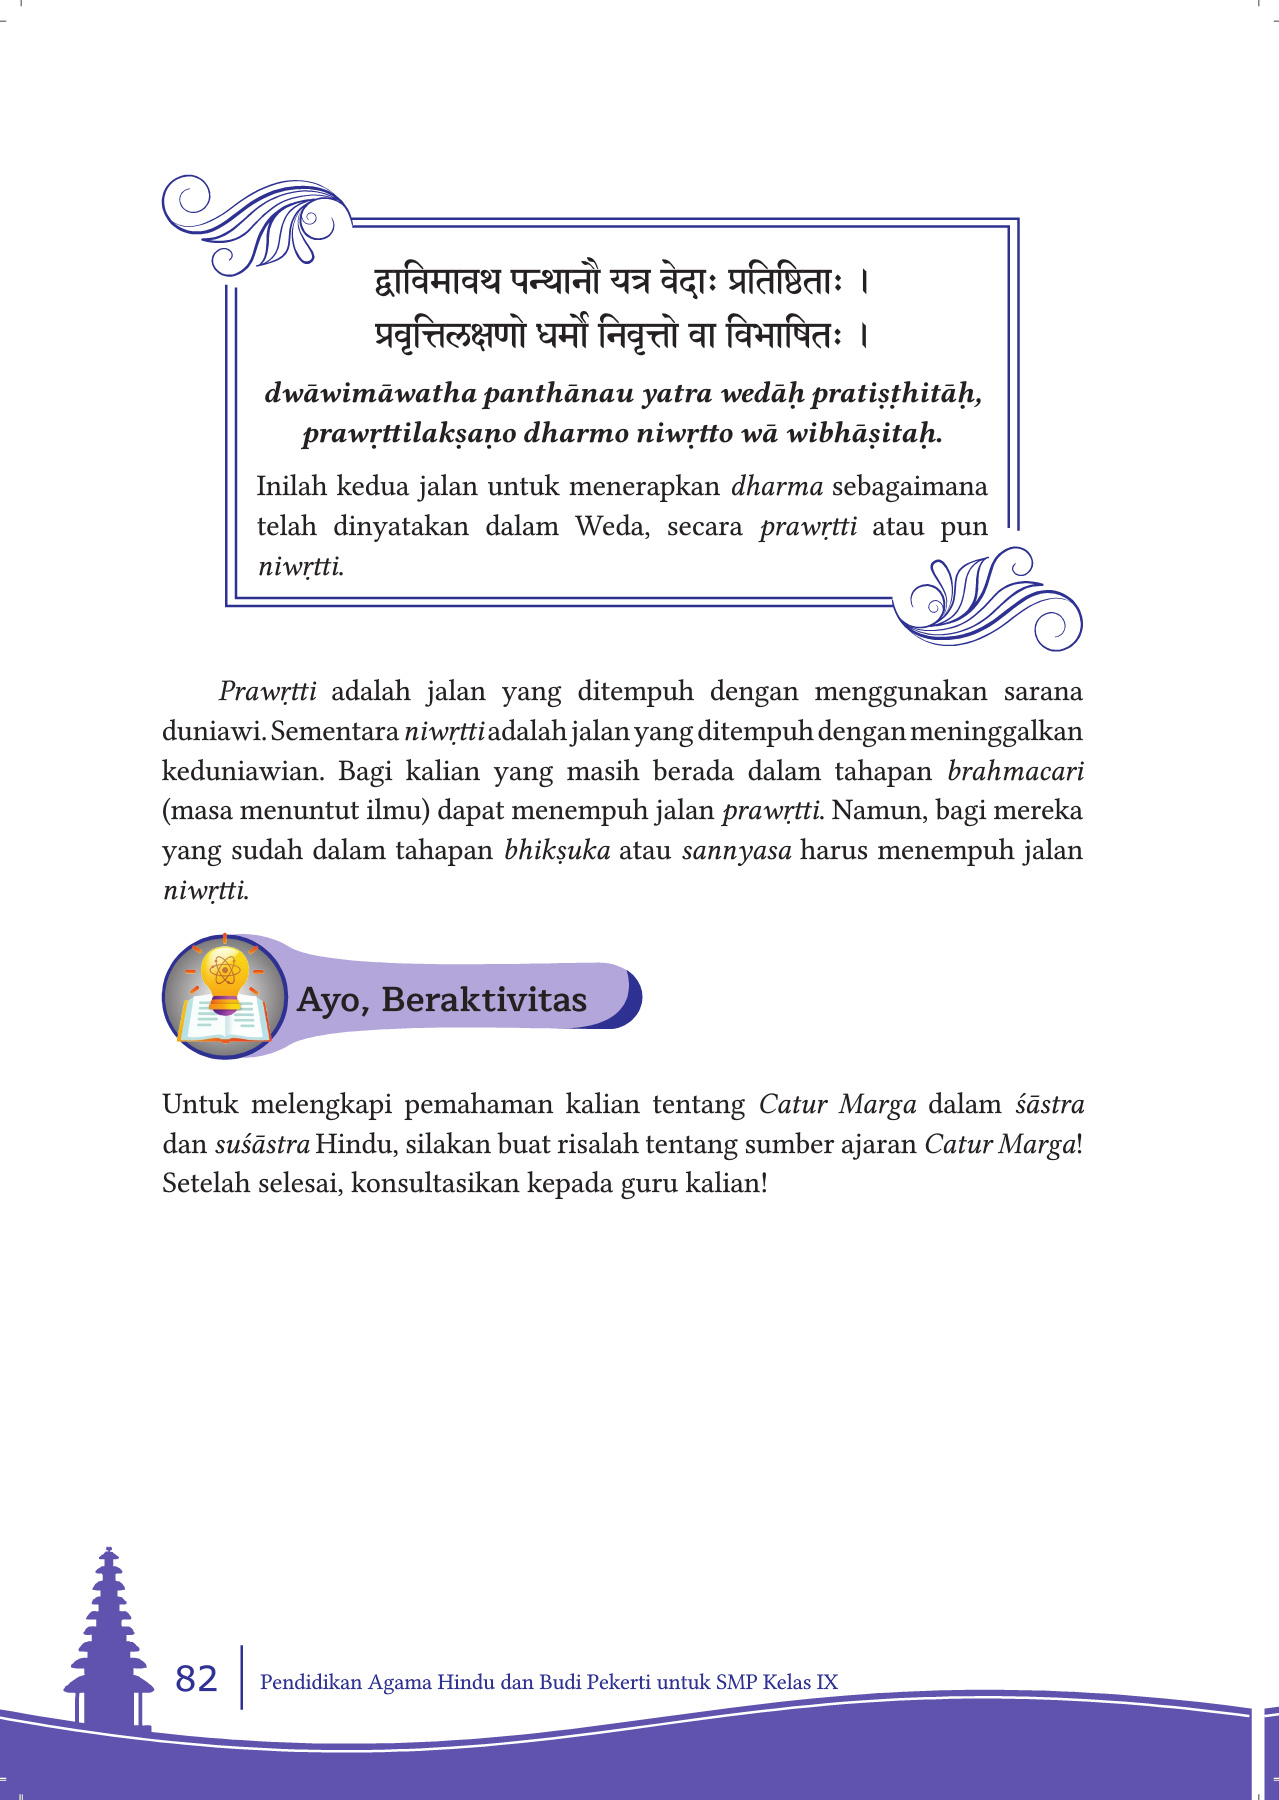 द्वाविमावथ पन्थानौ यत्र वेदाः प्रतिष्ठिताः ।
प्रवृत्तिलक्षणो धर्मो निवृत्तो वा विभाषितः ।
dwāwimāwatha panthānau yatra wedāḥ pratiṣṭhitāḥ,
prawṛttilakṣaṇo dharmo niwṛtto wā wibhāṣitaḥ.
Inilah kedua jalan untuk menerapkan dharma sebagaimana
telah dinyatakan dalam Weda, secara prawṛtti atau pun
niwṛtti.
Prawṛtti adalah jalan yang ditempuh dengan menggunakan sarana
duniawi. Sementara niwṛtti adalah jalan yang ditempuh dengan meninggalkan
keduniawian. Bagi kalian yang masih berada dalam tahapan brahmacari
(masa menuntut ilmu) dapat menempuh jalan prawṛtti. Namun, bagi mereka
yang sudah dalam tahapan bhikṣuka atau sannyasa harus menempuh jalan
niwṛtti.
Ayo, Beraktivitas
Untuk melengkapi pemahaman kalian tentang Catur Marga dalam śāstra
dan suśāstra Hindu, silakan buat risalah tentang sumber ajaran Catur Marga!
Setelah selesai, konsultasikan kepada guru kalian!
82
Pendidikan Agama Hindu dan Budi Pekerti untuk SMP Kelas IX